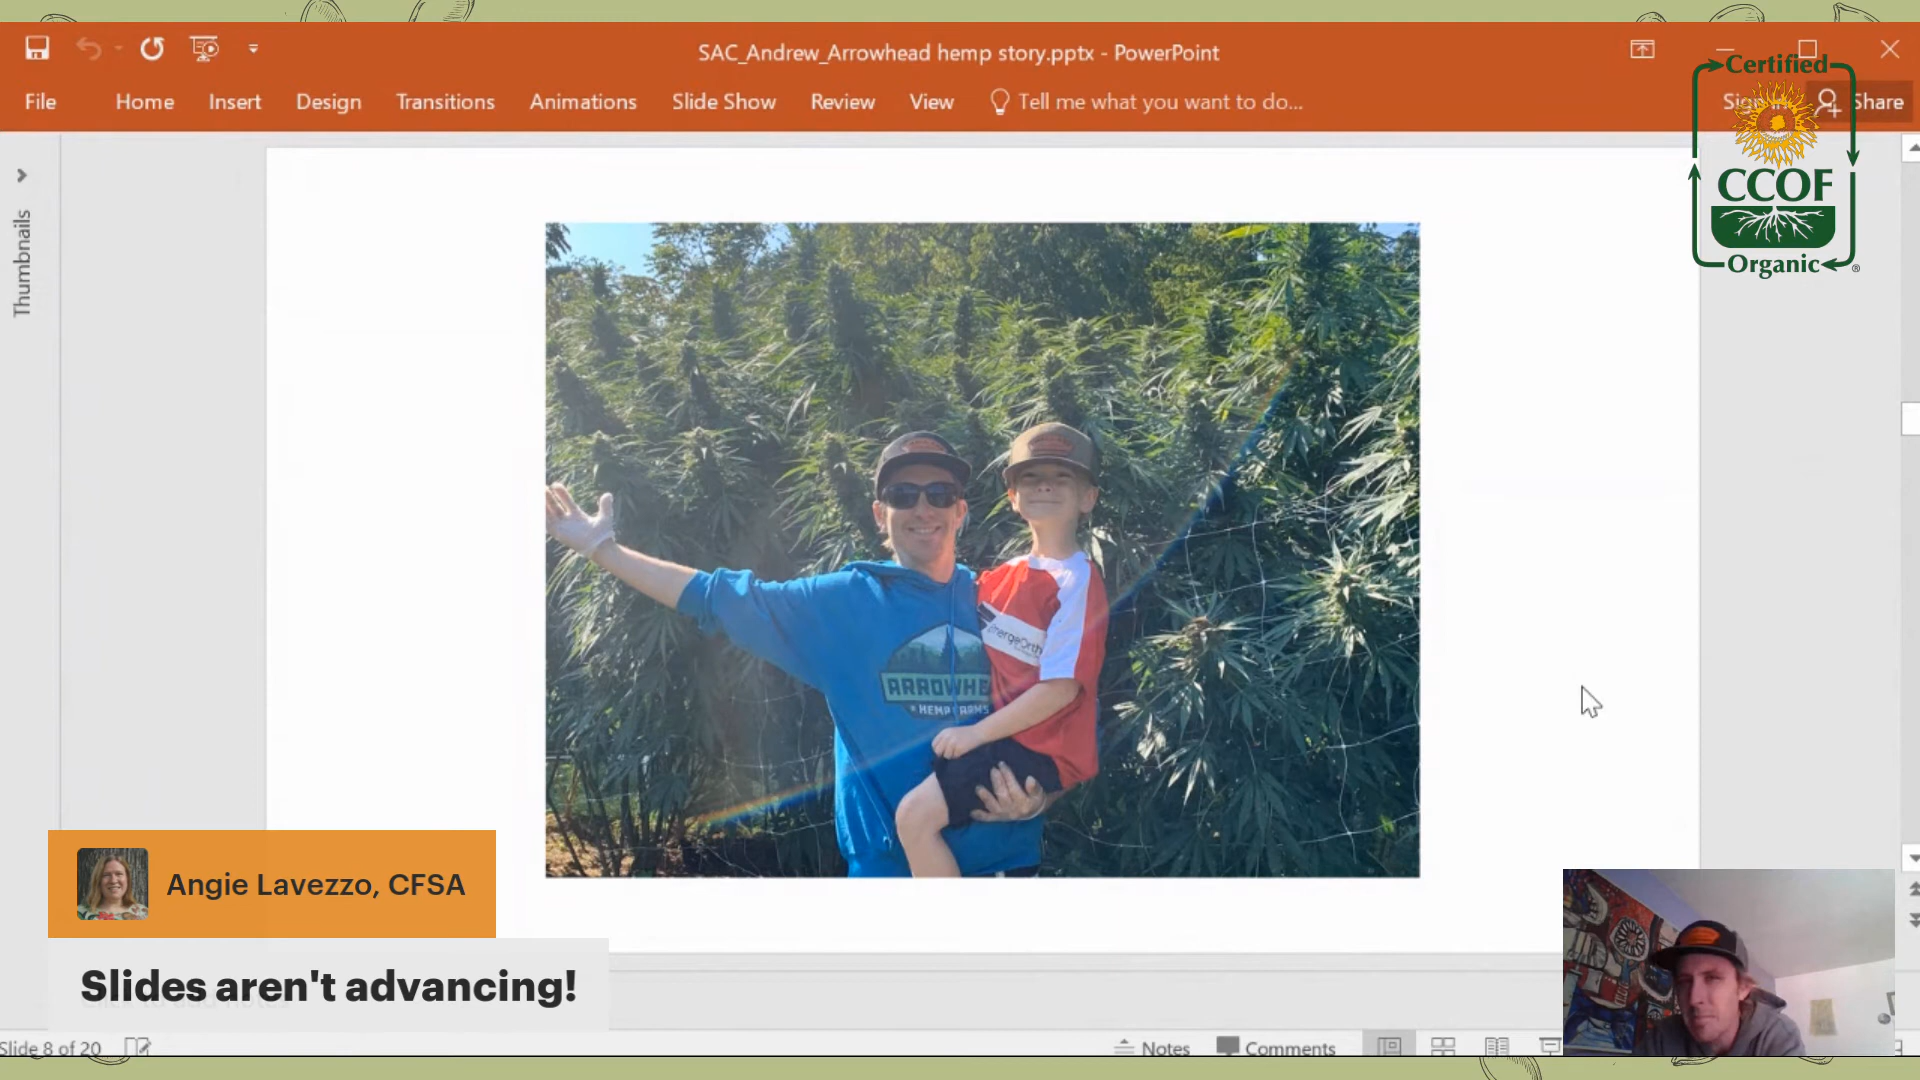 SAC_Andrew_Arrowhead hemp story.pptx - PowerPoint
File Home Insert Design Transitions Animations Slide Show Review View Tell me what you want to do... Share
Certified
CCOF
Organic
®
Thumbnails
ARROWHE
HEMP FARMS
Angie Lavezzo, CFSA
Slides aren't advancing!
Slide 8 of 20
Notes Comments